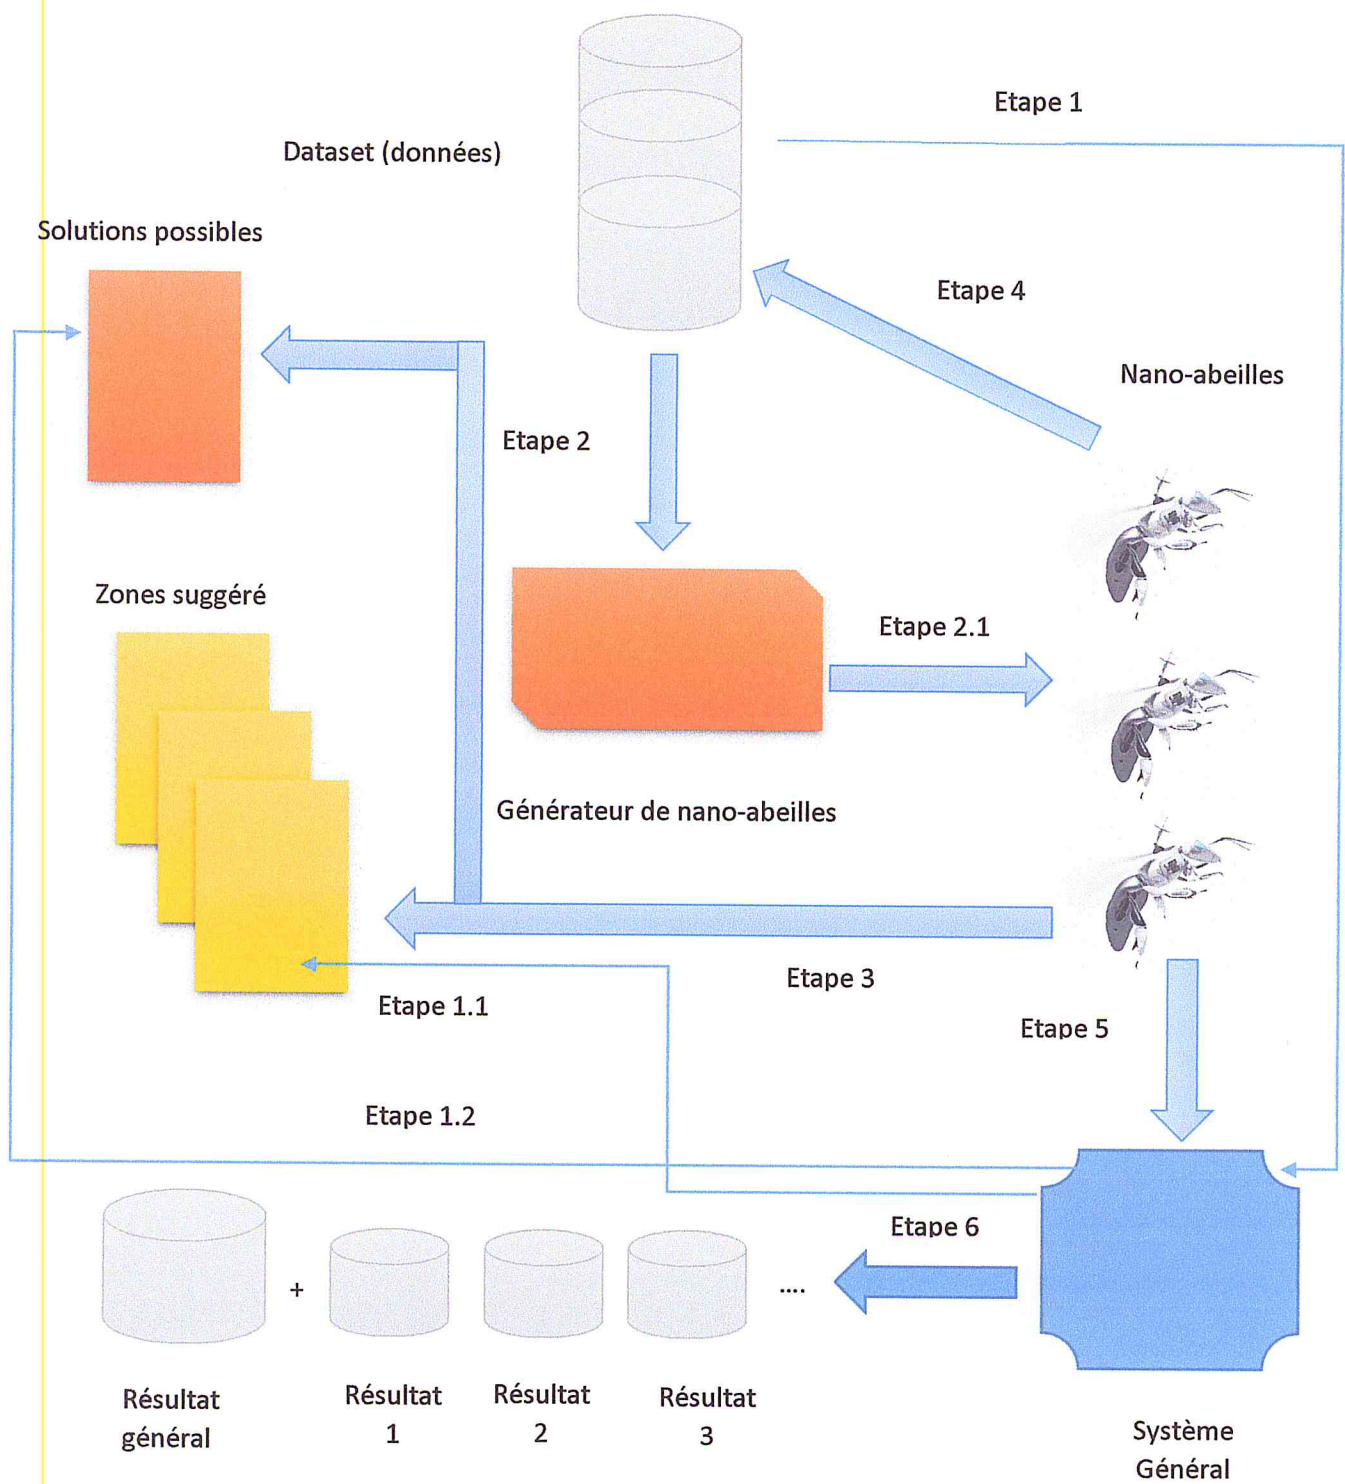 Etape 1
Dataset (données)
Solutions possibles
Etape 4
Nano-abeilles
Etape 2
Zones suggéré
Etape 2.1
Générateur de nano-abeilles
Etape 3
Etape 1.1
Etape 5
Etape 1.2
Etape 6
+
....
Résultat
général
Résultat
1
Résultat
2
Résultat
3
Système
Général